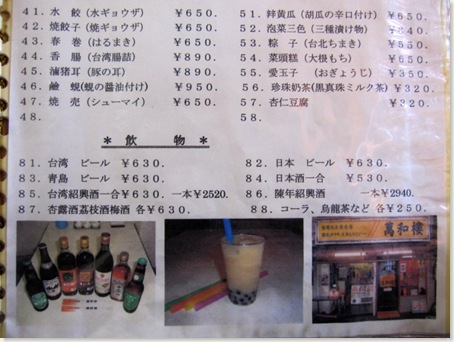 41. 水　餃 (水ギョウザ)　￥650.　51. 辣黄瓜 (胡瓜の辛口付け) ￥650.
42. 焼餃子 (焼ギョウザ)　￥650.　52. 泡菜三色 (三種漬け物)　￥840.
43. 春　巻 (はるまき)　￥650.　53. 粽　子 (台北ちまき)　￥550.
44. 香　腸 (台湾腸詰)　￥890.　54. 菜頭糕 (大根もち)　￥650.
45. 滷猪耳 (豚の耳)　￥890.　55. 愛玉子　(おぎょうじ)　￥350.
46. 鹹　蜆(蜆の醤油付け)　￥950.　56. 珍珠奶茶(黒真珠ミルク茶) ￥370.
47. 焼　売 (シューマイ)　￥650.　57. 杏仁豆腐　￥320.
48.　58.
＊　飲　物　＊
81. 台湾　ビール　￥630.　82. 日本　ビール　￥630.
83. 青島　ビール　￥630.　84. 日本酒一合　￥530.
85. 台湾紹興酒一合￥630.　一本￥2520.　86. 陳年紹興酒　一本￥2940.
87. 杏露酒茘枝酒梅酒 各￥630.　88. コーラ、烏龍茶など 各￥250.
萬和樓